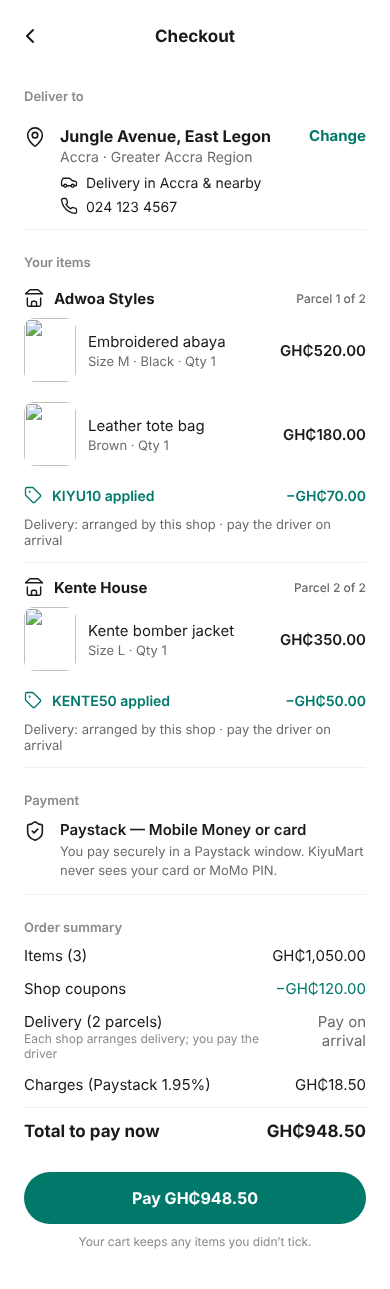 Checkout
Deliver to
Jungle Avenue, East Legon
Change
Accra · Greater Accra Region
Delivery in Accra & nearby
024 123 4567
Your items
Adwoa Styles
Parcel 1 of 2
Embroidered abaya
Size M · Black · Qty 1
GH₵520.00
Leather tote bag
Brown · Qty 1
GH₵180.00
KIYU10 applied
−GH₵70.00
Delivery: arranged by this shop · pay the driver on
arrival
Kente House
Parcel 2 of 2
Kente bomber jacket
Size L · Qty 1
GH₵350.00
KENTE50 applied
−GH₵50.00
Delivery: arranged by this shop · pay the driver on
arrival
Payment
Paystack — Mobile Money or card
You pay securely in a Paystack window. KiyuMart
never sees your card or MoMo PIN.
Order summary
Items (3)
GH₵1,050.00
Shop coupons
−GH₵120.00
Delivery (2 parcels)
Each shop arranges delivery; you pay the
driver
Pay on
arrival
Charges (Paystack 1.95%)
GH₵18.50
Total to pay now
GH₵948.50
Pay GH₵948.50
Your cart keeps any items you didn’t tick.